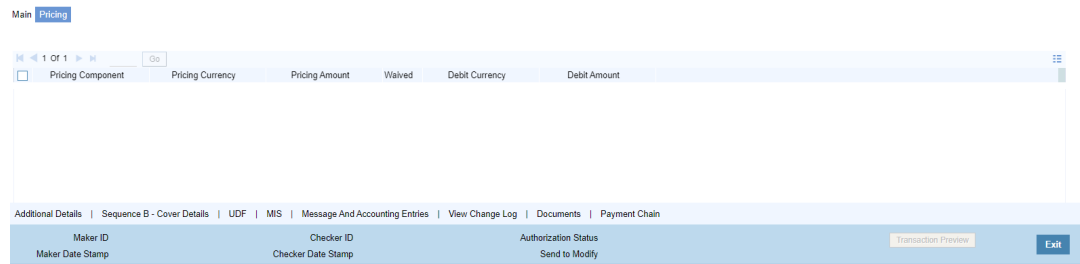 Main Pricing
1 Of 1 Go
Pricing Component Pricing Currency Pricing Amount Waived Debit Currency Debit Amount
Additional Details | Sequence B - Cover Details | UDF | MIS | Message And Accounting Entries | View Change Log | Documents | Payment Chain
Maker ID Checker ID Authorization Status Transaction Preview Exit
Maker Date Stamp Checker Date Stamp Send to Modify